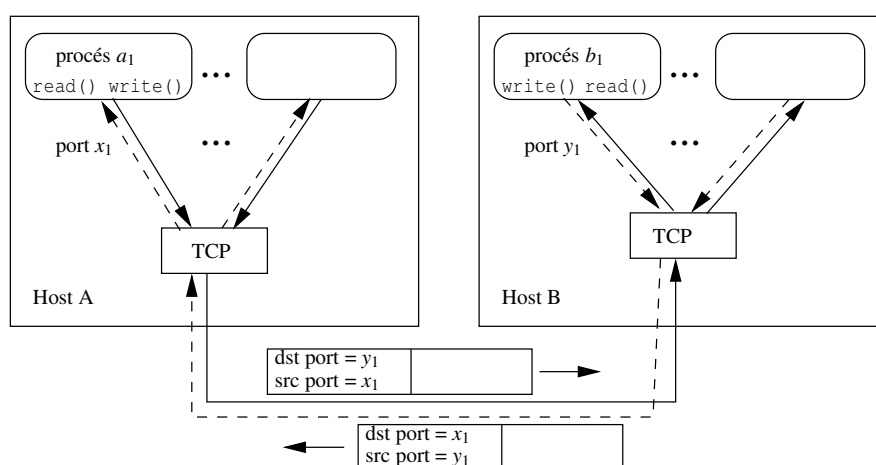 procés a1
read() write()
...
port x1
...
TCP
Host A
procés b1
write() read()
...
port y1
...
TCP
Host B
dst port = y1
src port = x1
dst port = x1
src port = y1